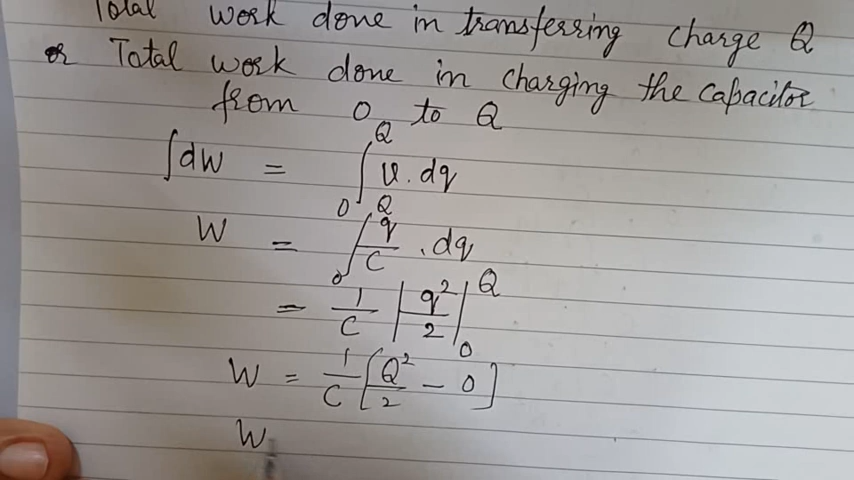 Total work done in transferring charge Q
or Total work done in charging the capacitor
from 0 to Q
∫dW = ∫₀^Q v.dq
W = ∫₀^Q q/C .dq
= 1/C |q²/2|₀^Q
W = 1/C [Q²/2 − 0]
W